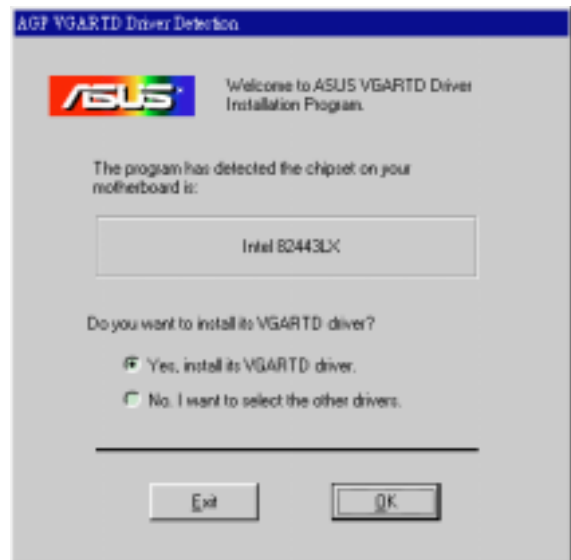 AGP VGARTD Driver Detection
ASUS
Welcome to ASUS VGARTD Driver
Installation Program.
The program has detected the chipset on your
motherboard is:
Intel 82443LX
Do you want to install its VGARTD driver?
Yes, install its VGARTD driver.
No. I want to select the other drivers.
Exit
OK